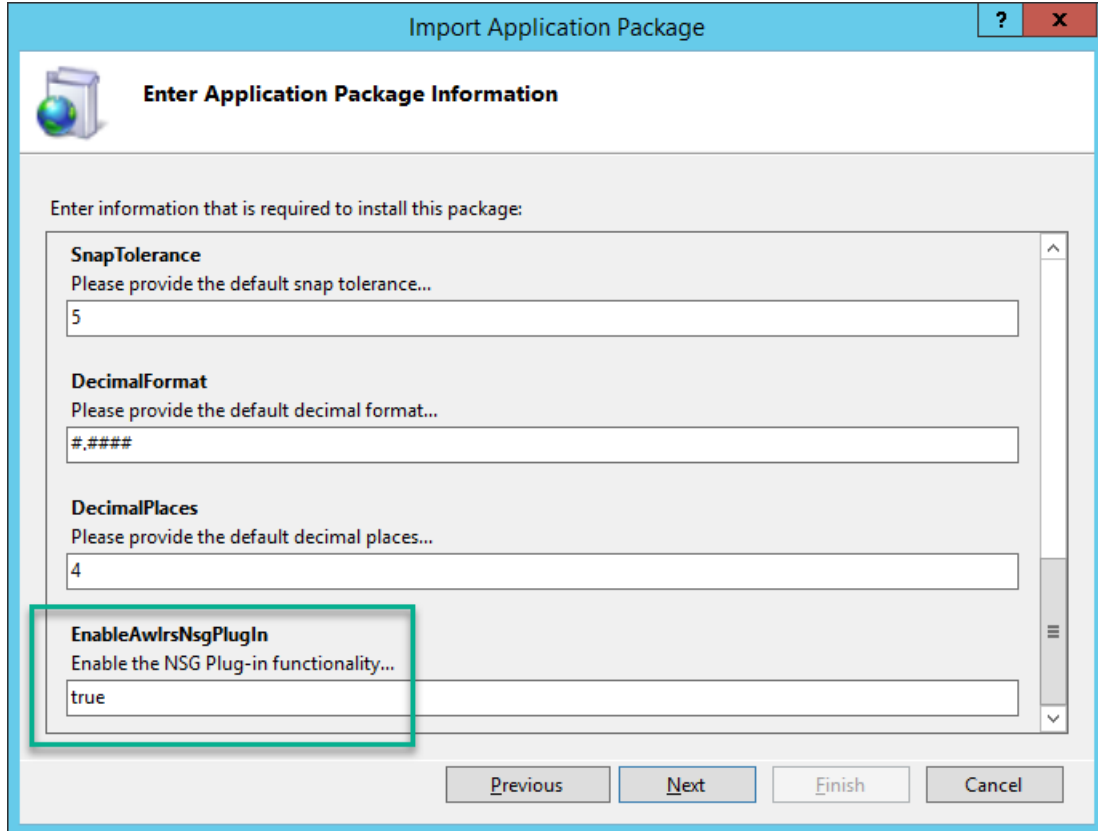 Import Application Package
?
x
Enter Application Package Information
Enter information that is required to install this package:
SnapTolerance
Please provide the default snap tolerance...
5
DecimalFormat
Please provide the default decimal format...
#.####
DecimalPlaces
Please provide the default decimal places...
4
EnableAwlrsNsgPlugIn
Enable the NSG Plug-in functionality...
true
Previous
Next
Finish
Cancel